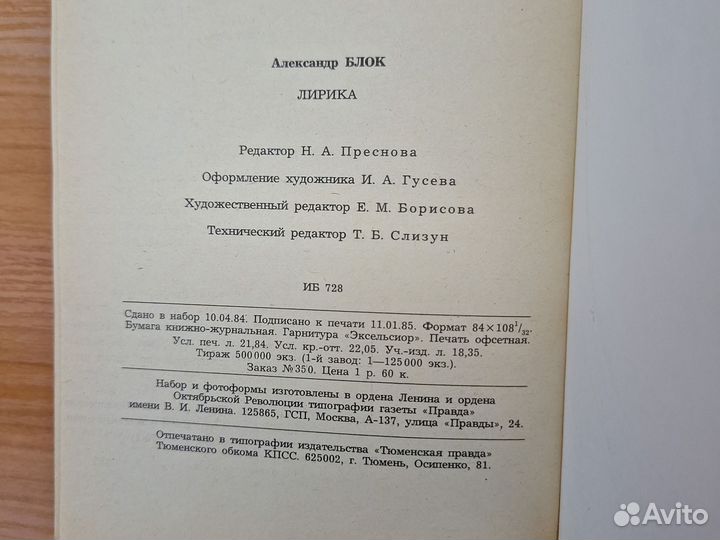 Александр БЛОК
ЛИРИКА
Редактор Н. А. Преснова
Оформление художника И. А. Гусева
Художественный редактор Е. М. Борисова
Технический редактор Т. Б. Слизун
ИБ 728
Сдано в набор 10.04.84. Подписано к печати 11.01.85. Формат 84×108¹/₃₂.
Бумага книжно-журнальная. Гарнитура «Эксельсиор». Печать офсетная.
Усл. печ. л. 21,84. Усл. кр.-отт. 22,05. Уч.-изд. л. 18,35.
Тираж 500 000 экз. (1-й завод: 1—125 000 экз.).
Заказ № 350. Цена 1 р. 60 к.
Набор и фотоформы изготовлены в ордена Ленина и ордена
Октябрьской Революции типографии газеты «Правда»
имени В. И. Ленина. 125865, ГСП, Москва, А-137, улица «Правды», 24.
Отпечатано в типографии издательства «Тюменская правда»
Тюменского обкома КПСС. 625002, г. Тюмень, Осипенко, 81.
Avito